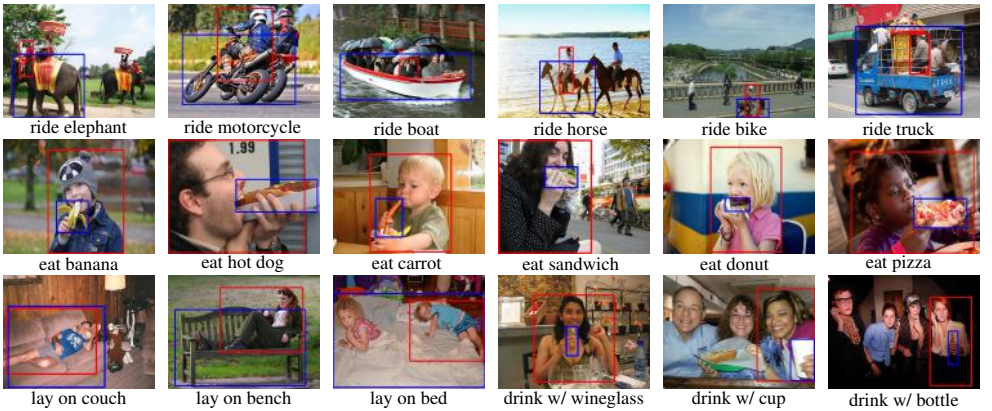 ride elephant
ride motorcycle
ride boat
ride horse
ride bike
ride truck
1.99
eat banana
eat hot dog
eat carrot
eat sandwich
eat donut
eat pizza
lay on couch
lay on bench
lay on bed
drink w/ wineglass
drink w/ cup
drink w/ bottle